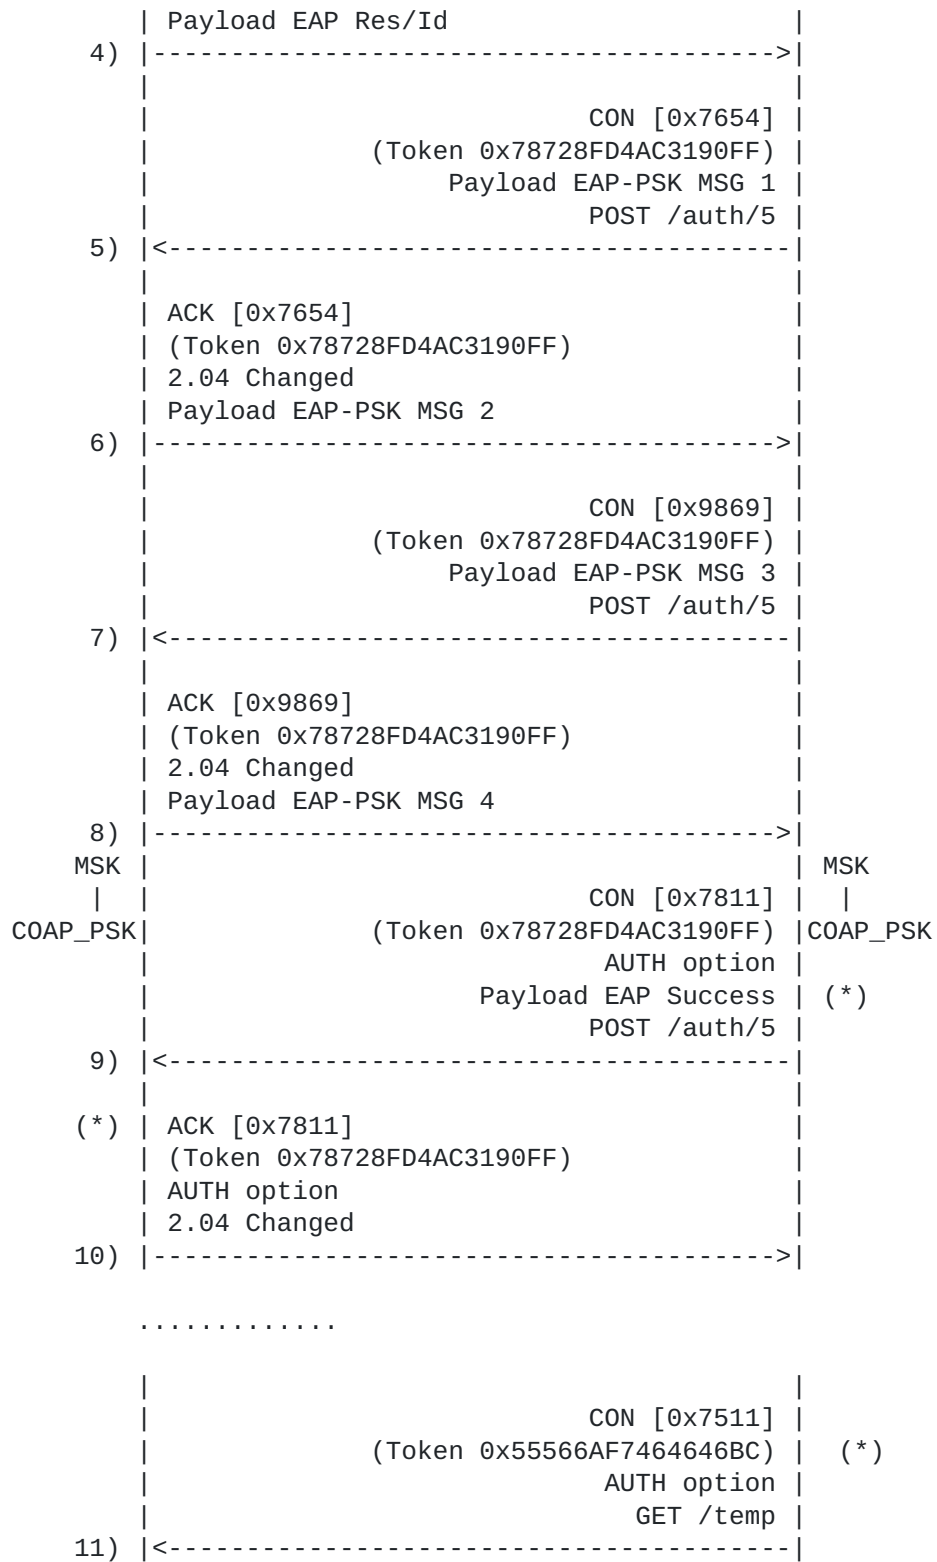 | Payload EAP Res/Id                      |
4) |---------------------------------------->|
|                                         |
|                            CON [0x7654] |
|              (Token 0x78728FD4AC3190FF) |
|                   Payload EAP-PSK MSG 1 |
|                            POST /auth/5 |
5) |<----------------------------------------|
|                                         |
| ACK [0x7654]                            |
| (Token 0x78728FD4AC3190FF)              |
| 2.04 Changed                            |
| Payload EAP-PSK MSG 2                   |
6) |---------------------------------------->|
|                                         |
|                            CON [0x9869] |
|              (Token 0x78728FD4AC3190FF) |
|                   Payload EAP-PSK MSG 3 |
|                            POST /auth/5 |
7) |<----------------------------------------|
|                                         |
| ACK [0x9869]                            |
| (Token 0x78728FD4AC3190FF)              |
| 2.04 Changed                            |
| Payload EAP-PSK MSG 4                   |
8) |---------------------------------------->|
MSK |                                         | MSK
|  |                            CON [0x7811] |  |
COAP_PSK|              (Token 0x78728FD4AC3190FF) |COAP_PSK
|                             AUTH option |
|                     Payload EAP Success | (*)
|                            POST /auth/5 |
9) |<----------------------------------------|
|                                         |
(*) | ACK [0x7811]                            |
| (Token 0x78728FD4AC3190FF)              |
| AUTH option                             |
| 2.04 Changed                            |
10) |---------------------------------------->|
.............
|                                         |
|                            CON [0x7511] |
|              (Token 0x55566AF7464646BC) |  (*)
|                             AUTH option |
|                               GET /temp |
11) |<----------------------------------------|